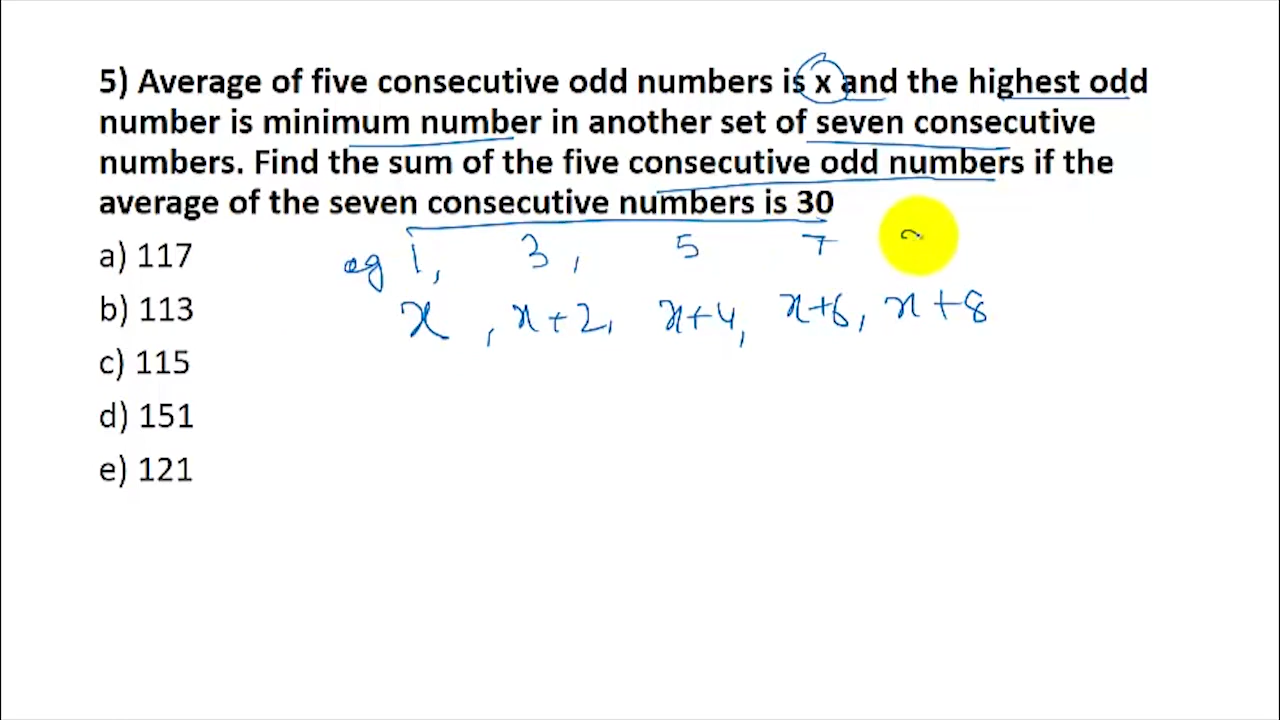 5) Average of five consecutive odd numbers is x and the highest odd
number is minimum number in another set of seven consecutive
numbers. Find the sum of the five consecutive odd numbers if the
average of the seven consecutive numbers is 30
a) 117
eg 1, 3, 5 7
b) 113
x, x+2, x+4, x+6, x+8
c) 115
d) 151
e) 121